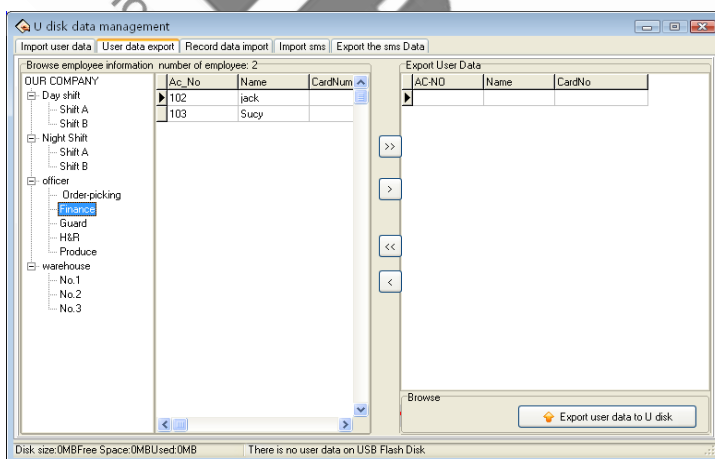 U disk data management
Import user data User data export Record data import Import sms Export the sms Data
Browse employee information number of employee: 2
OUR COMPANY
Day shift
Shift A
Shift B
Night Shift
Shift A
Shift B
officer
Order-picking
Finance
Guard
H&R
Produce
warehouse
No.1
No.2
No.3
Ac_No Name CardNum
102 jack
103 Sucy
>>
>
<<
<
Export User Data
AC-NO Name CardNo
Browse
Export user data to U disk
Disk size:0MBFree Space:0MBUsed:0MB There is no user data on USB Flash Disk